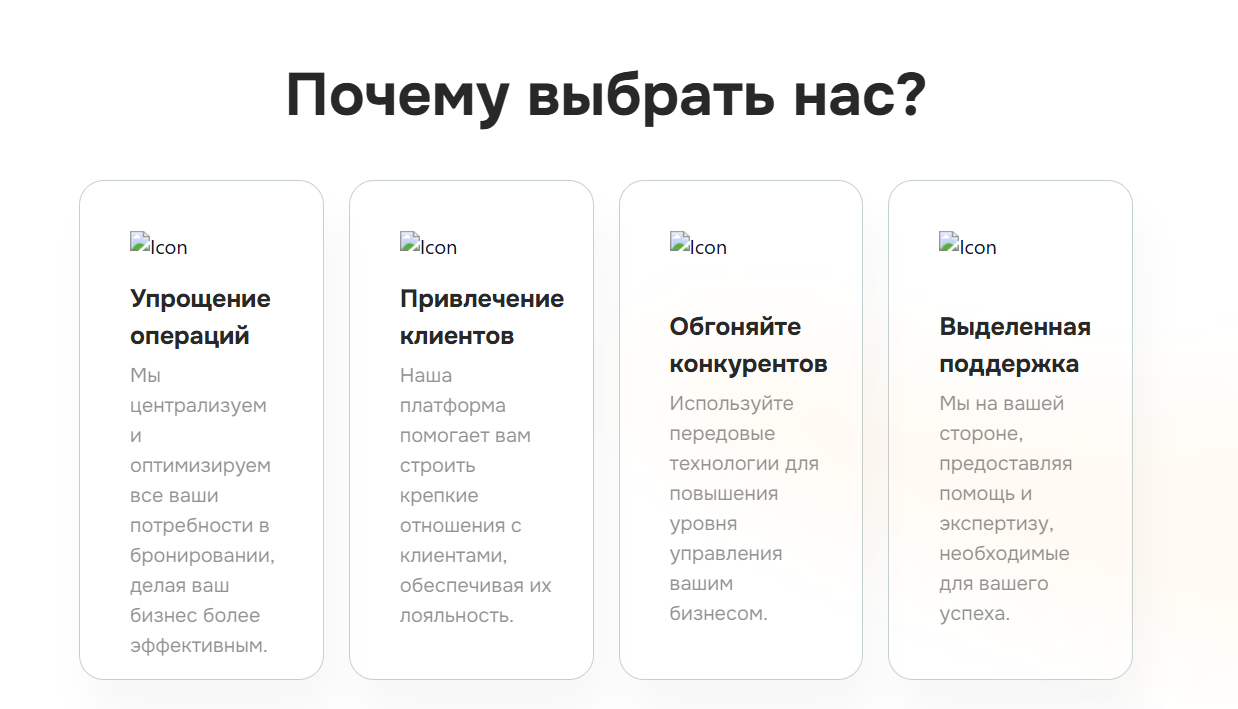 Почему выбрать нас?
Icon
Упрощение
операций
Мы
централизуем
и
оптимизируем
все ваши
потребности в
бронировании,
делая ваш
бизнес более
эффективным.
Icon
Привлечение
клиентов
Наша
платформа
помогает вам
строить
крепкие
отношения с
клиентами,
обеспечивая их
лояльность.
Icon
Обгоняйте
конкурентов
Используйте
передовые
технологии для
повышения
уровня
управления
вашим
бизнесом.
Icon
Выделенная
поддержка
Мы на вашей
стороне,
предоставляя
помощь и
экспертизу,
необходимые
для вашего
успеха.